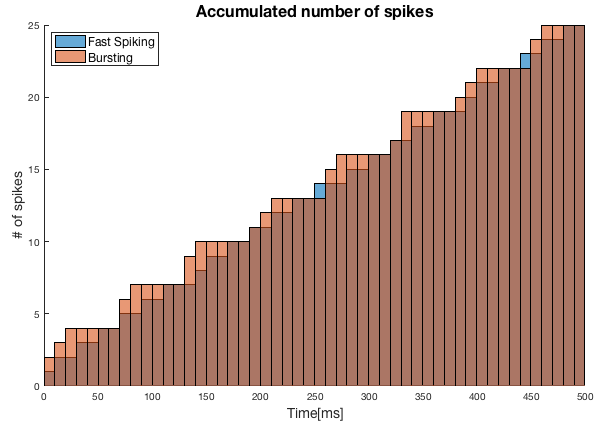 Accumulated number of spikes
Fast Spiking
Bursting
# of spikes
25
20
15
10
5
0
0 50 100 150 200 250 300 350 400 450 500
Time[ms]